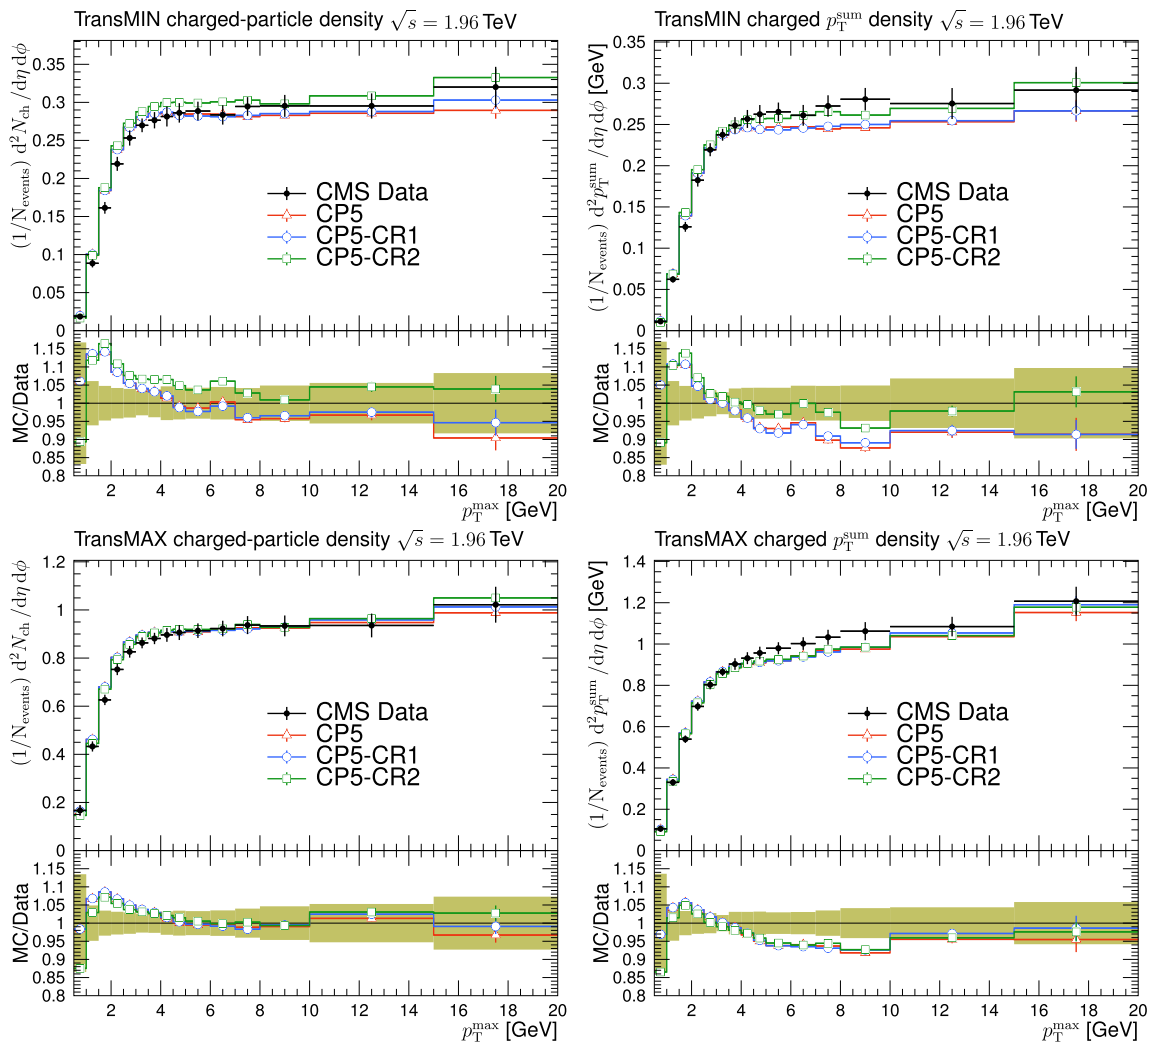 TransMIN charged-particle density √s = 1.96 TeV
(1/N_events) d²N_ch/dη dϕ
0.35
0.3
0.25
0.2
0.15
0.1
0.05
0
CMS Data
CP5
CP5-CR1
CP5-CR2
MC/Data
1.15
1.1
1.05
1
0.95
0.9
0.85
0.8
2 4 6 8 10 12 14 16 18 20
p_T^max [GeV]
TransMIN charged p_T^sum density √s = 1.96 TeV
(1/N_events) d²p_T^sum/dη dϕ [GeV]
0.35
0.3
0.25
0.2
0.15
0.1
0.05
0
CMS Data
CP5
CP5-CR1
CP5-CR2
MC/Data
1.15
1.1
1.05
1
0.95
0.9
0.85
0.8
2 4 6 8 10 12 14 16 18 20
p_T^max [GeV]
TransMAX charged-particle density √s = 1.96 TeV
(1/N_events) d²N_ch/dη dϕ
1.2
1
0.8
0.6
0.4
0.2
0
CMS Data
CP5
CP5-CR1
CP5-CR2
MC/Data
1.15
1.1
1.05
1
0.95
0.9
0.85
0.8
2 4 6 8 10 12 14 16 18 20
p_T^max [GeV]
TransMAX charged p_T^sum density √s = 1.96 TeV
(1/N_events) d²p_T^sum/dη dϕ [GeV]
1.2
1
0.8
0.6
0.4
0.2
0
CMS Data
CP5
CP5-CR1
CP5-CR2
MC/Data
1.15
1.1
1.05
1
0.95
0.9
0.85
0.8
2 4 6 8 10 12 14 16 18 20
p_T^max [GeV]